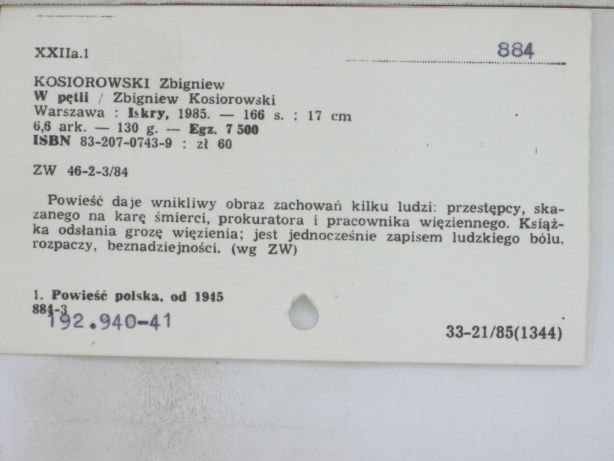 XXIIa.1
884
KOSIOROWSKI Zbigniew
W pętli / Zbigniew Kosiorowski
Warszawa : Iskry, 1985. — 166 s. ; 17 cm
6,6 ark. — 130 g. — Egz. 7 500
ISBN 83-207-0743-9 : zł 60
ZW 46-2-3/84
Powieść daje wnikliwy obraz zachowań kilku ludzi: przestępcy, ska-
zanego na karę śmierci, prokuratora i pracownika więziennego. Książ-
ka odsłania grozę więzienia; jest jednocześnie zapisem ludzkiego bólu,
rozpaczy, beznadziejności. (wg ZW)
1. Powieść polska, od 1945
884-3
192.940-41
33-21/85(1344)